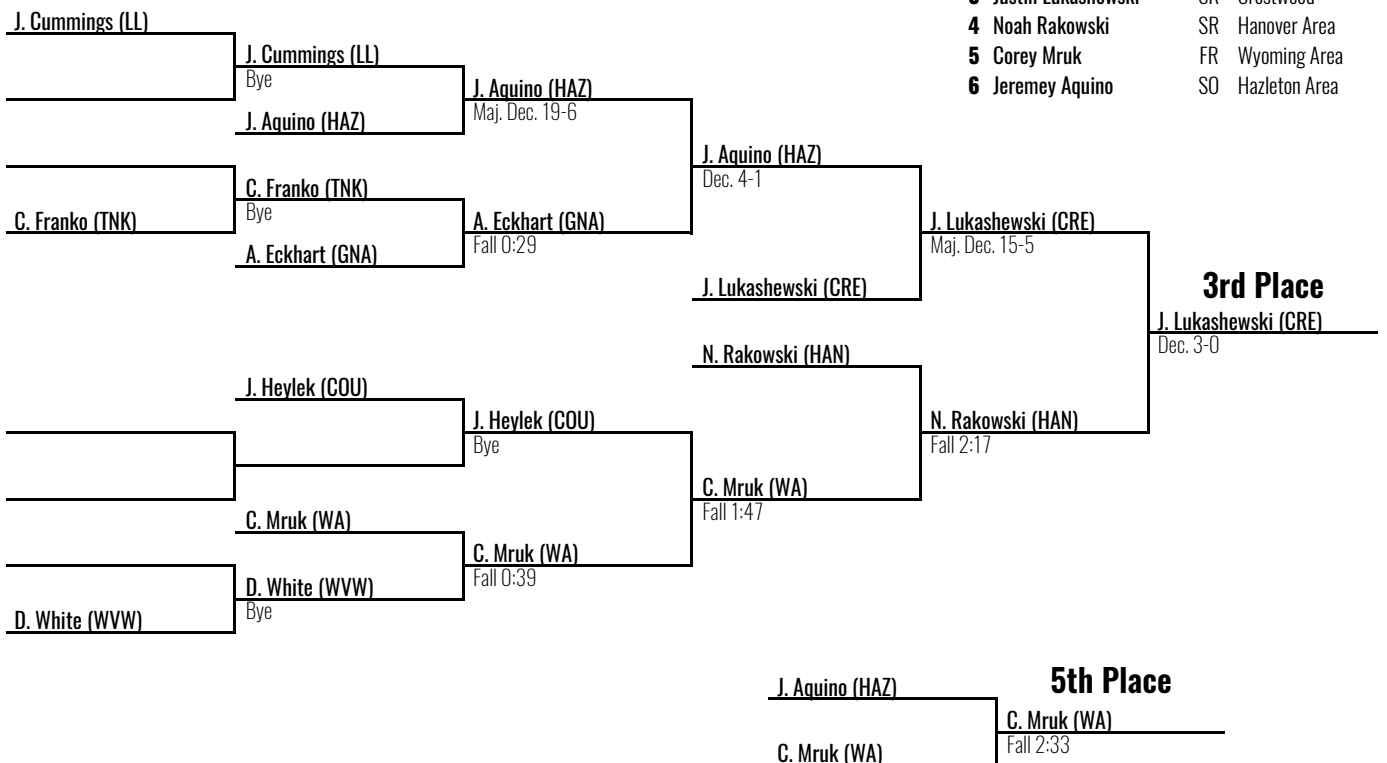 3 Justin Lukashewski SR Crestwood
4 Noah Rakowski SR Hanover Area
5 Corey Mruk FR Wyoming Area
6 Jeremey Aquino SO Hazleton Area
J. Cummings (LL)
J. Cummings (LL)
Bye
J. Aquino (HAZ)
J. Aquino (HAZ)
Maj. Dec. 19-6
C. Franko (TNK)
C. Franko (TNK)
Bye
A. Eckhart (GNA)
A. Eckhart (GNA)
Fall 0:29
J. Aquino (HAZ)
Dec. 4-1
J. Lukashewski (CRE)
J. Lukashewski (CRE)
Maj. Dec. 15-5
3rd Place
J. Lukashewski (CRE)
Dec. 3-0
N. Rakowski (HAN)
N. Rakowski (HAN)
Fall 2:17
J. Heylek (COU)
J. Heylek (COU)
Bye
C. Mruk (WA)
Fall 1:47
C. Mruk (WA)
C. Mruk (WA)
Fall 0:39
D. White (WVW)
Bye
D. White (WVW)
5th Place
J. Aquino (HAZ)
C. Mruk (WA)
Fall 2:33
C. Mruk (WA)